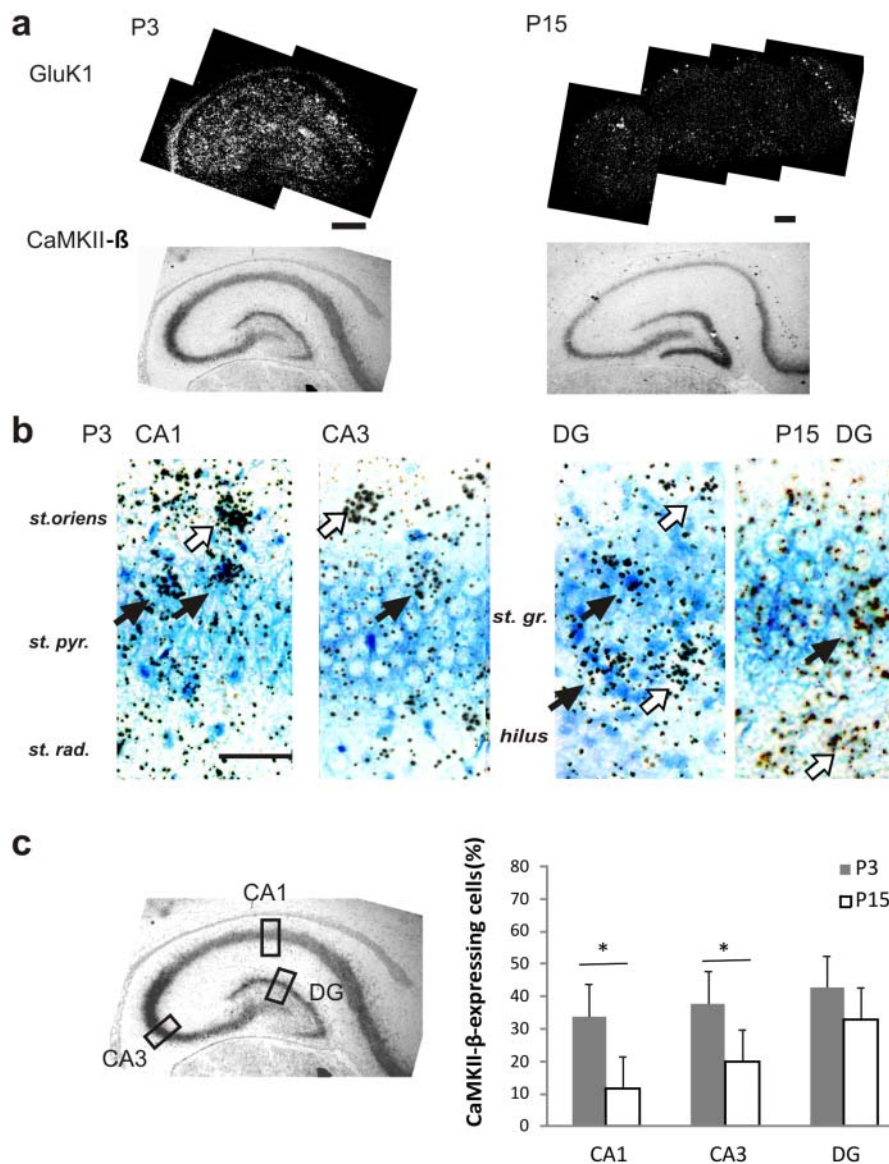 a
P3
P15
GluK1
CaMKII-ß
b
P3 CA1
CA3
DG
P15 DG
st.oriens
st. pyr.
st. rad.
st. gr.
hilus
c
CA1
DG
CA3
CaMKII-β-expressing cells(%)
80
70
60
50
40
30
20
10
0
* *
P3
P15
CA1 CA3 DG